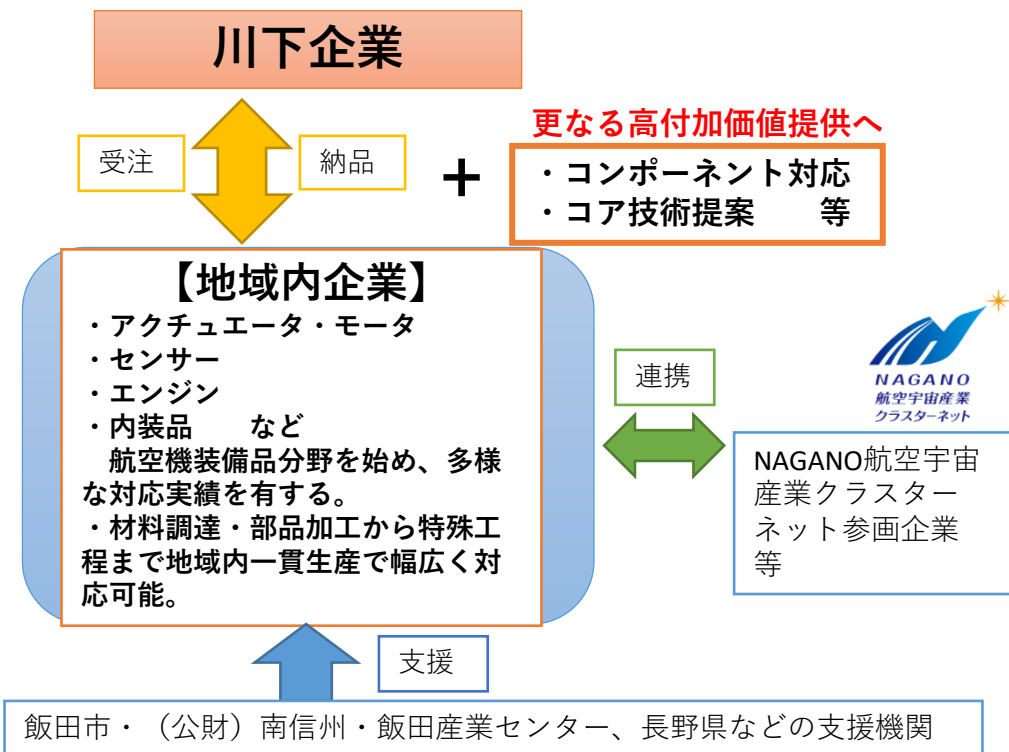 川下企業
受注
納品
+
更なる高付加価値提供へ
・コンポーネント対応
・コア技術提案　　等
【地域内企業】
・アクチュエータ・モータ
・センサー
・エンジン
・内装品　　など
　航空機装備品分野を始め、多様
な対応実績を有する。
・材料調達・部品加工から特殊工
程まで地域内一貫生産で幅広く対
応可能。
連携
NAGANO
航空宇宙産業
クラスターネット
NAGANO航空宇宙
産業クラスター
ネット参画企業
等
支援
飯田市・（公財）南信州・飯田産業センター、長野県などの支援機関